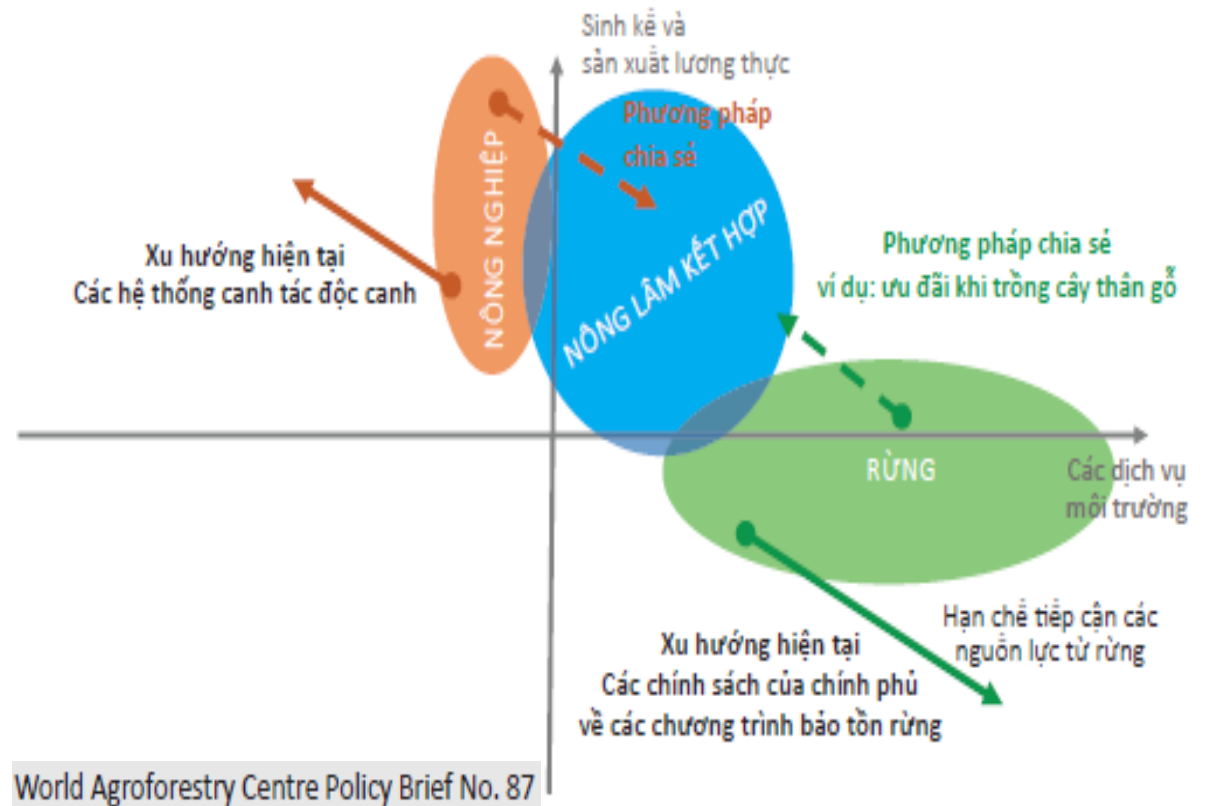 Sinh kế và
sản xuất lương thực
Phương pháp
chia sẻ
NÔNG NGHIỆP
NÔNG LÂM KẾT HỢP
Xu hướng hiện tại
Các hệ thống canh tác độc canh
Phương pháp chia sẻ
ví dụ: ưu đãi khi trồng cây thân gỗ
RỪNG
Các dịch vụ
môi trường
Hạn chế tiếp cận các
nguồn lực từ rừng
Xu hướng hiện tại
Các chính sách của chính phủ
về các chương trình bảo tồn rừng
World Agroforestry Centre Policy Brief No. 87